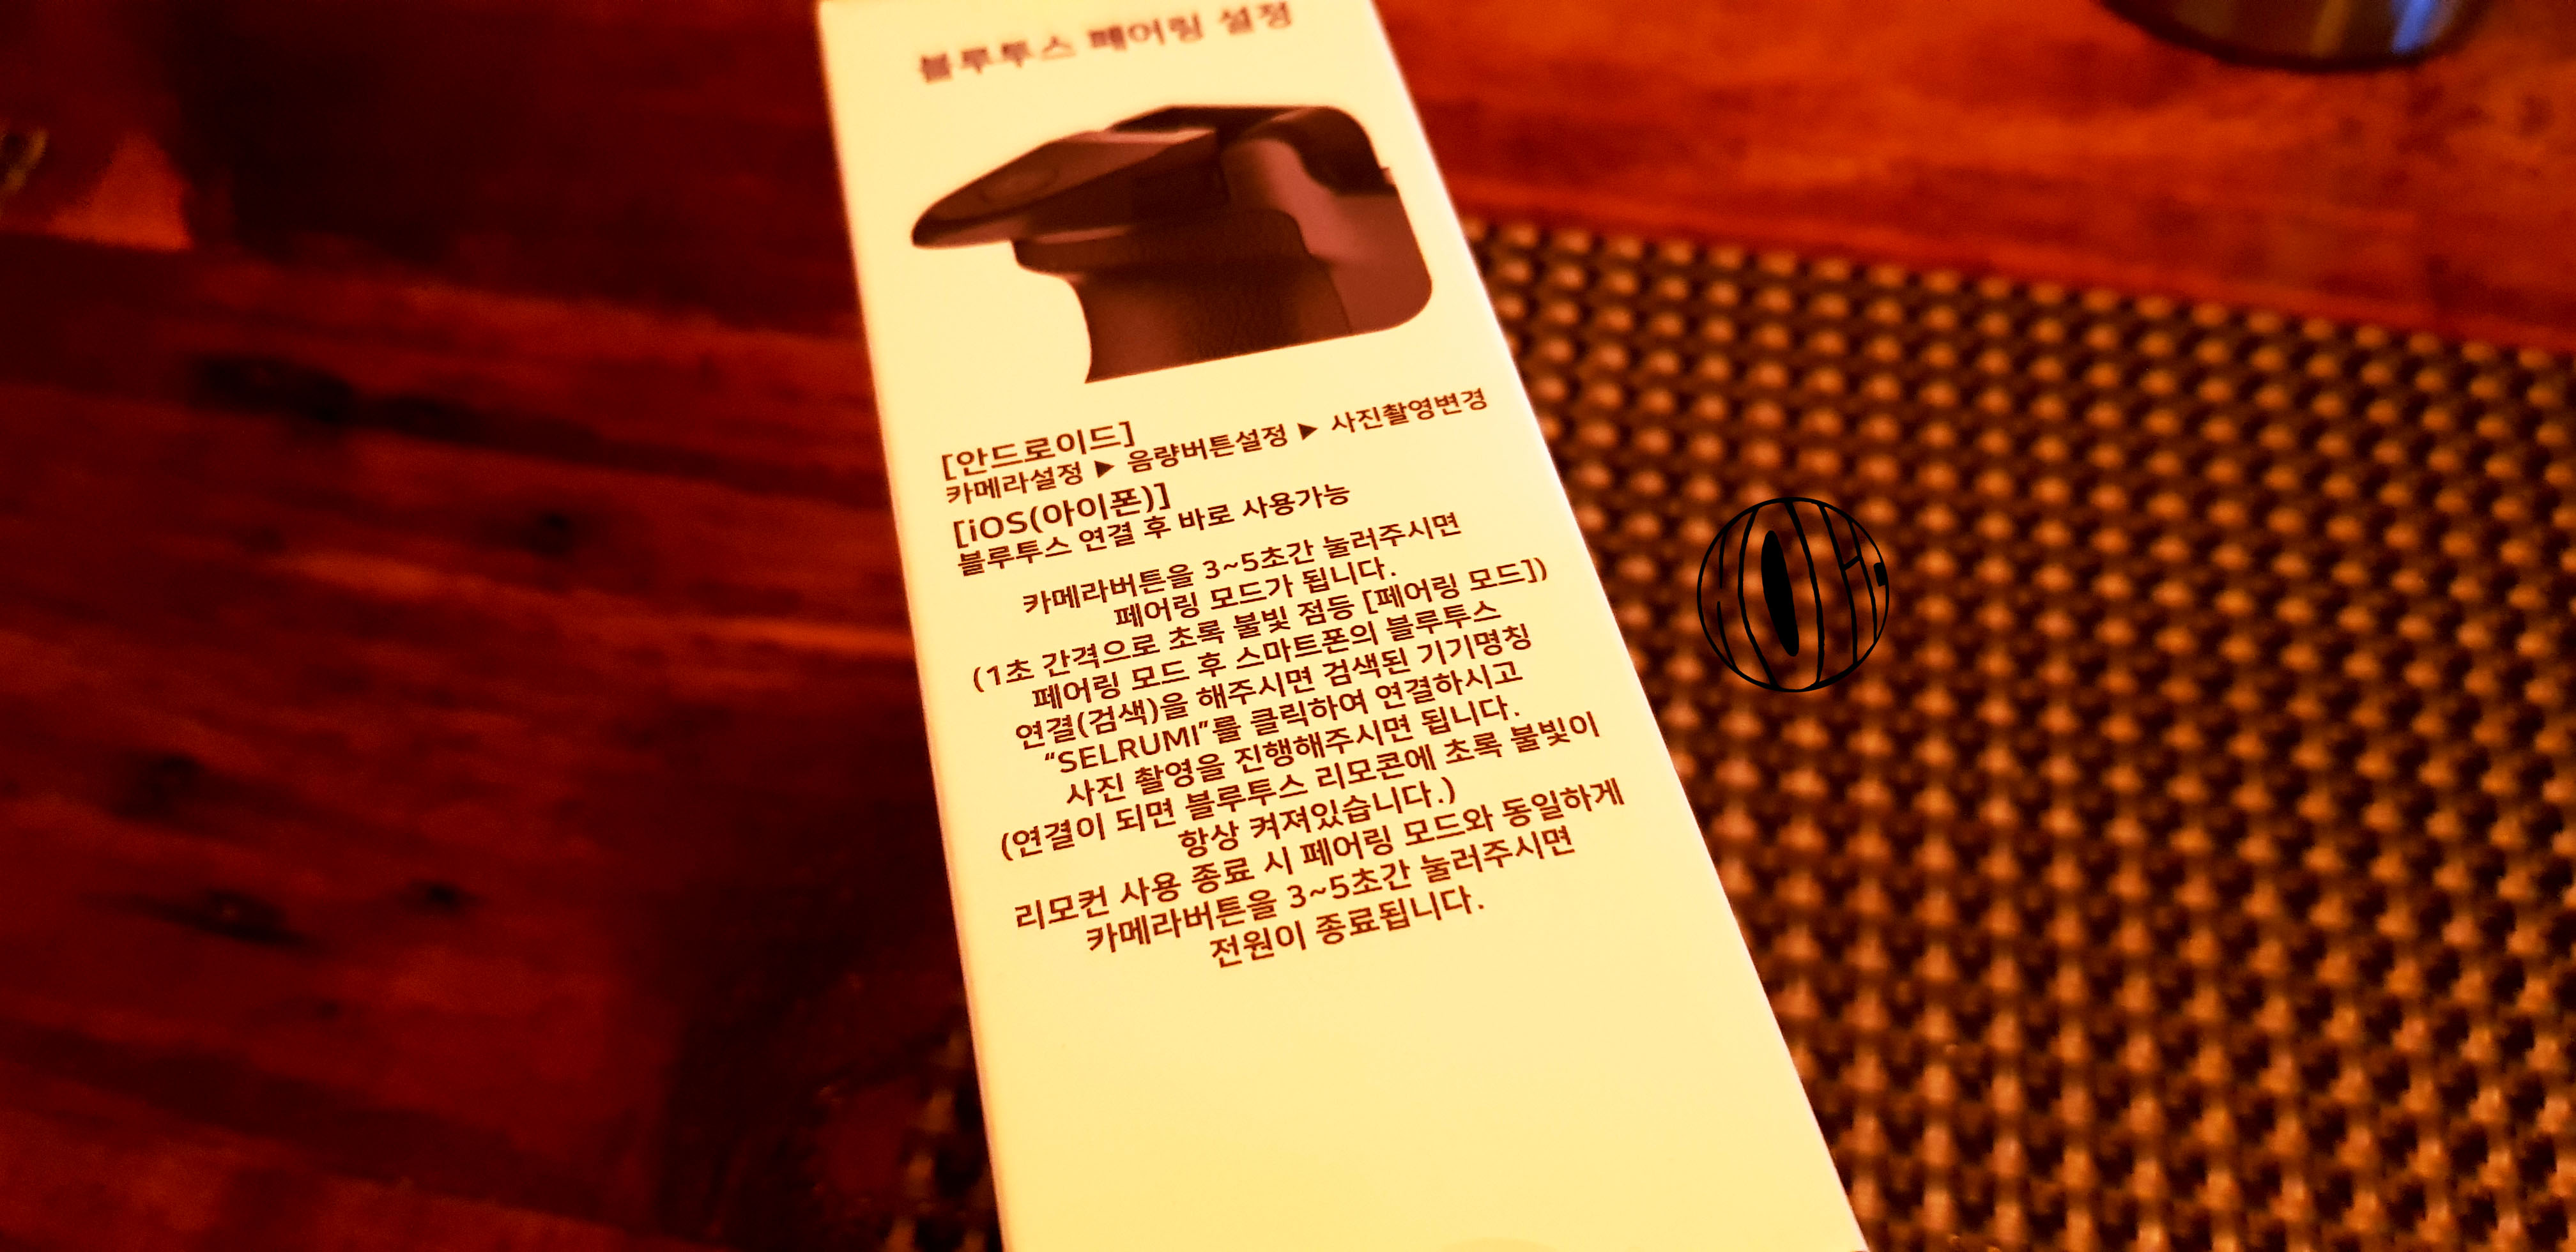 블루투스 페어링 설정
[안드로이드]
카메라설정 ▶ 음량버튼설정 ▶ 사진촬영변경
[iOS(아이폰)]
블루투스 연결 후 바로 사용가능
카메라버튼을 3~5초간 눌러주시면
페어링 모드가 됩니다.
(1초 간격으로 초록 불빛 점등 [페어링 모드])
페어링 모드 후 스마트폰의 블루투스
연결(검색)을 해주시면 검색된 기기명칭
“SELRUMI”를 클릭하여 연결하시고
사진 촬영을 진행해주시면 됩니다.
(연결이 되면 블루투스 리모콘에 초록 불빛이
항상 켜져있습니다.)
리모컨 사용 종료 시 페어링 모드와 동일하게
카메라버튼을 3~5초간 눌러주시면
전원이 종료됩니다.